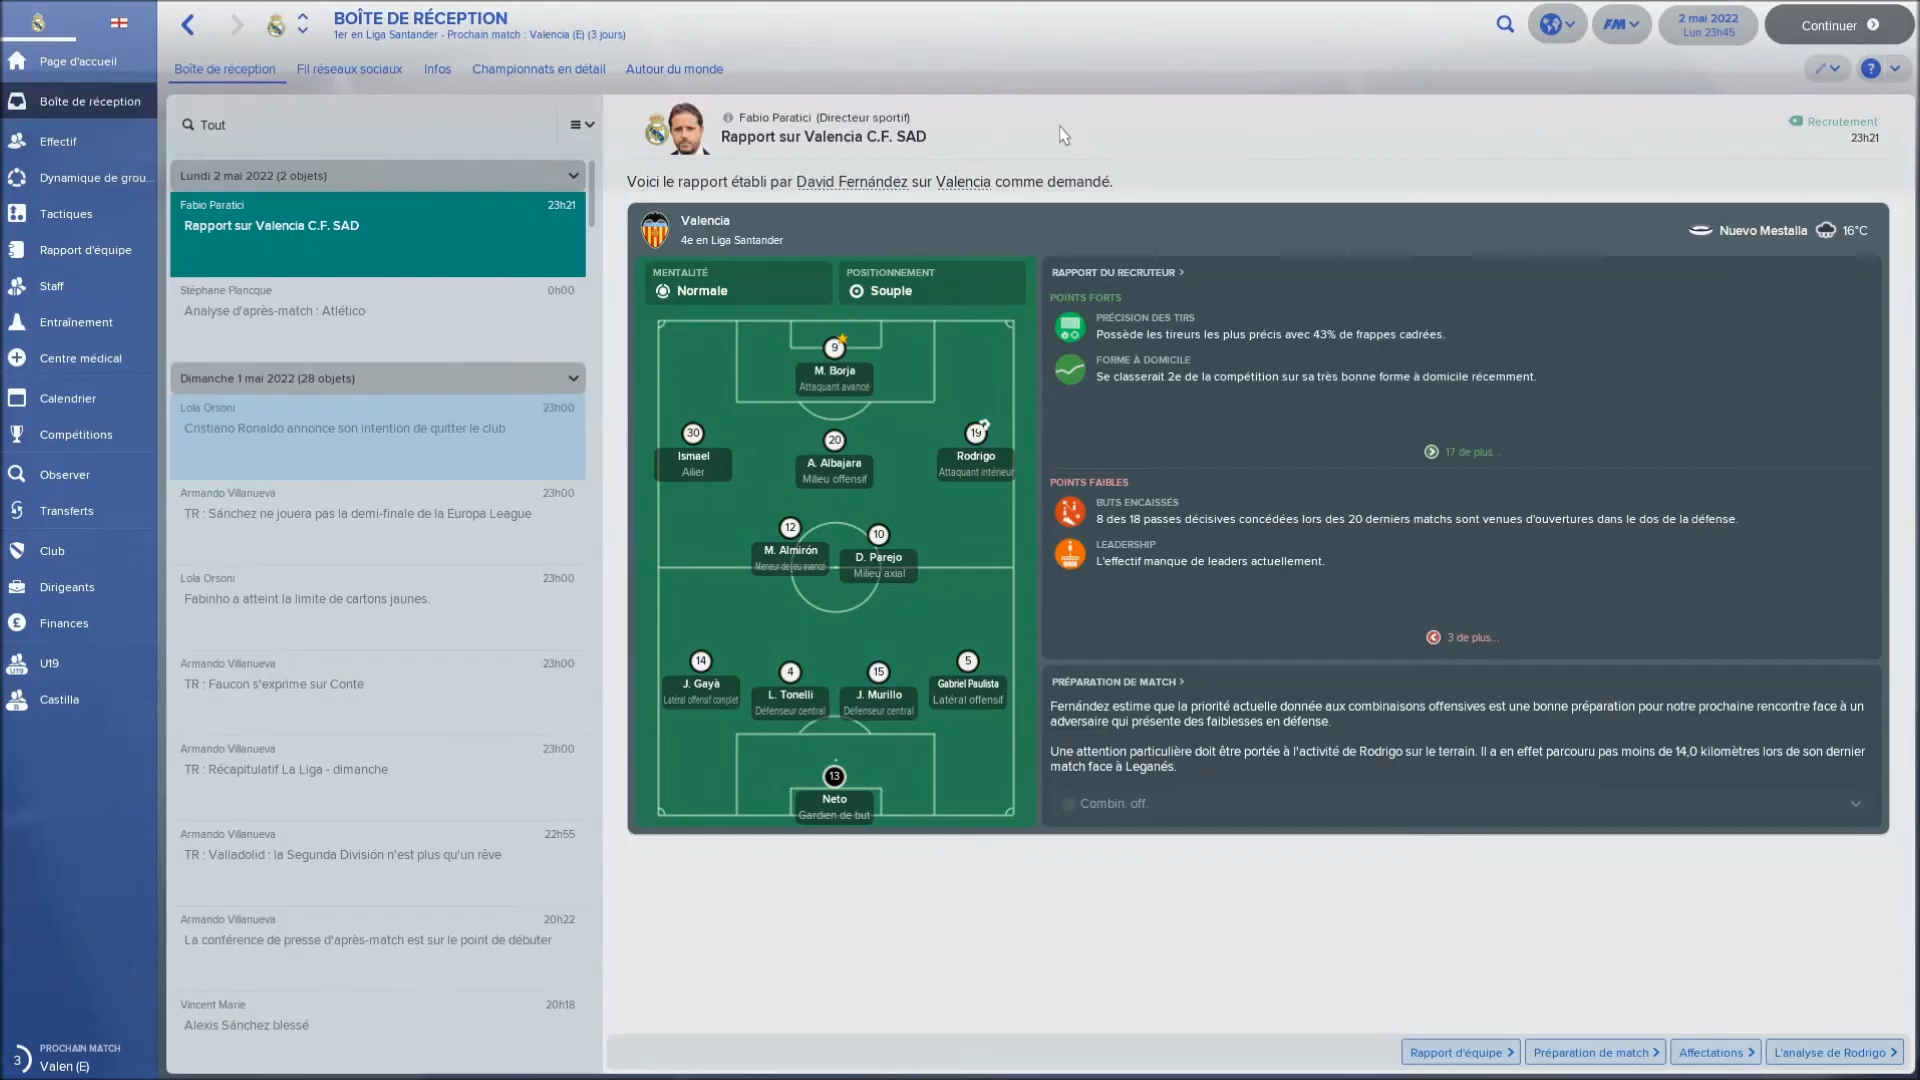 BOÎTE DE RÉCEPTION
1er en Liga Santander - Prochain match : Valencia (E) (3 jours)
FM
2 mai 2022
Lun 23h45
Continuer
Page d'accueil
Boîte de réception
Effectif
Dynamique de grou...
Tactiques
Rapport d'équipe
Staff
Entraînement
Centre médical
Calendrier
Compétitions
Observer
Transferts
Club
Dirigeants
Finances
U19
U19
Castilla
B
3
PROCHAIN MATCH
Valen (E)
Boîte de réception
Fil réseaux sociaux
Infos
Championnats en détail
Autour du monde
?
Tout
Lundi 2 mai 2022 (2 objets)
Fabio Paratici 23h21
Rapport sur Valencia C.F. SAD
Stéphane Plancque 0h00
Analyse d'après-match : Atlético
Dimanche 1 mai 2022 (28 objets)
Lola Orsoni 23h00
Cristiano Ronaldo annonce son intention de quitter le club
Armando Villanueva 23h00
TR : Sánchez ne jouera pas la demi-finale de la Europa League
Lola Orsoni 23h00
Fabinho a atteint la limite de cartons jaunes.
Armando Villanueva 23h00
TR : Faucon s'exprime sur Conte
Armando Villanueva 23h00
TR : Récapitulatif La Liga - dimanche
Armando Villanueva 22h55
TR : Valladolid : la Segunda División n'est plus qu'un rêve
Armando Villanueva 20h22
La conférence de presse d'après-match est sur le point de débuter
Vincent Marie 20h18
Alexis Sánchez blessé
Fabio Paratici (Directeur sportif)
Rapport sur Valencia C.F. SAD
Recrutement
23h21
Voici le rapport établi par David Fernández sur Valencia comme demandé.
Valencia
4e en Liga Santander
Nuevo Mestalla 16°C
MENTALITÉ
Normale
POSITIONNEMENT
Souple
9
M. Borja
Attaquant avancé
30
Ismael
Ailier
20
A. Albajara
Milieu offensif
19
Rodrigo
Attaquant intérieur
12
M. Almirón
Meneur de jeu avancé
10
D. Parejo
Milieu axial
14
J. Gayà
Latéral offensif complet
4
L. Tonelli
Défenseur central
15
J. Murillo
Défenseur central
5
Gabriel Paulista
Latéral offensif
13
Neto
Gardien de but
RAPPORT DU RECRUTEUR >
POINTS FORTS
PRÉCISION DES TIRS
Possède les tireurs les plus précis avec 43% de frappes cadrées.
FORME À DOMICILE
Se classerait 2e de la compétition sur sa très bonne forme à domicile récemment.
17 de plus...
POINTS FAIBLES
BUTS ENCAISSÉS
8 des 18 passes décisives concédées lors des 20 derniers matchs sont venues d'ouvertures dans le dos de la défense.
LEADERSHIP
L'effectif manque de leaders actuellement.
3 de plus...
PRÉPARATION DE MATCH >
Fernández estime que la priorité actuelle donnée aux combinaisons offensives est une bonne préparation pour notre prochaine rencontre face à un
adversaire qui présente des faiblesses en défense.
Une attention particulière doit être portée à l'activité de Rodrigo sur le terrain. Il a en effet parcouru pas moins de 14,0 kilomètres lors de son dernier
match face à Leganés.
Combin. off.
Rapport d'équipe >
Préparation de match >
Affectations >
L'analyse de Rodrigo >